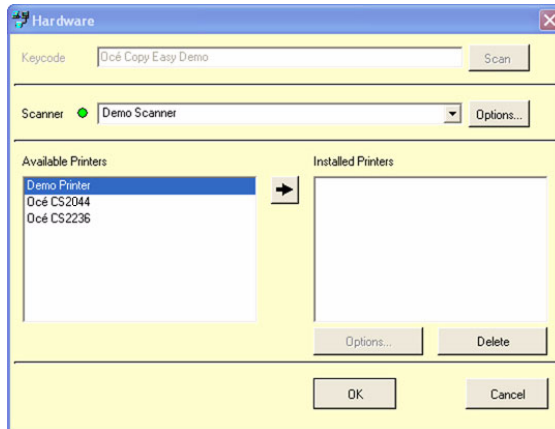 Hardware
Keycode Océ Copy Easy Demo Scan
Scanner Demo Scanner Options...
Available Printers Installed Printers
Demo Printer
Océ CS2044
Océ CS2236
Options... Delete
OK Cancel